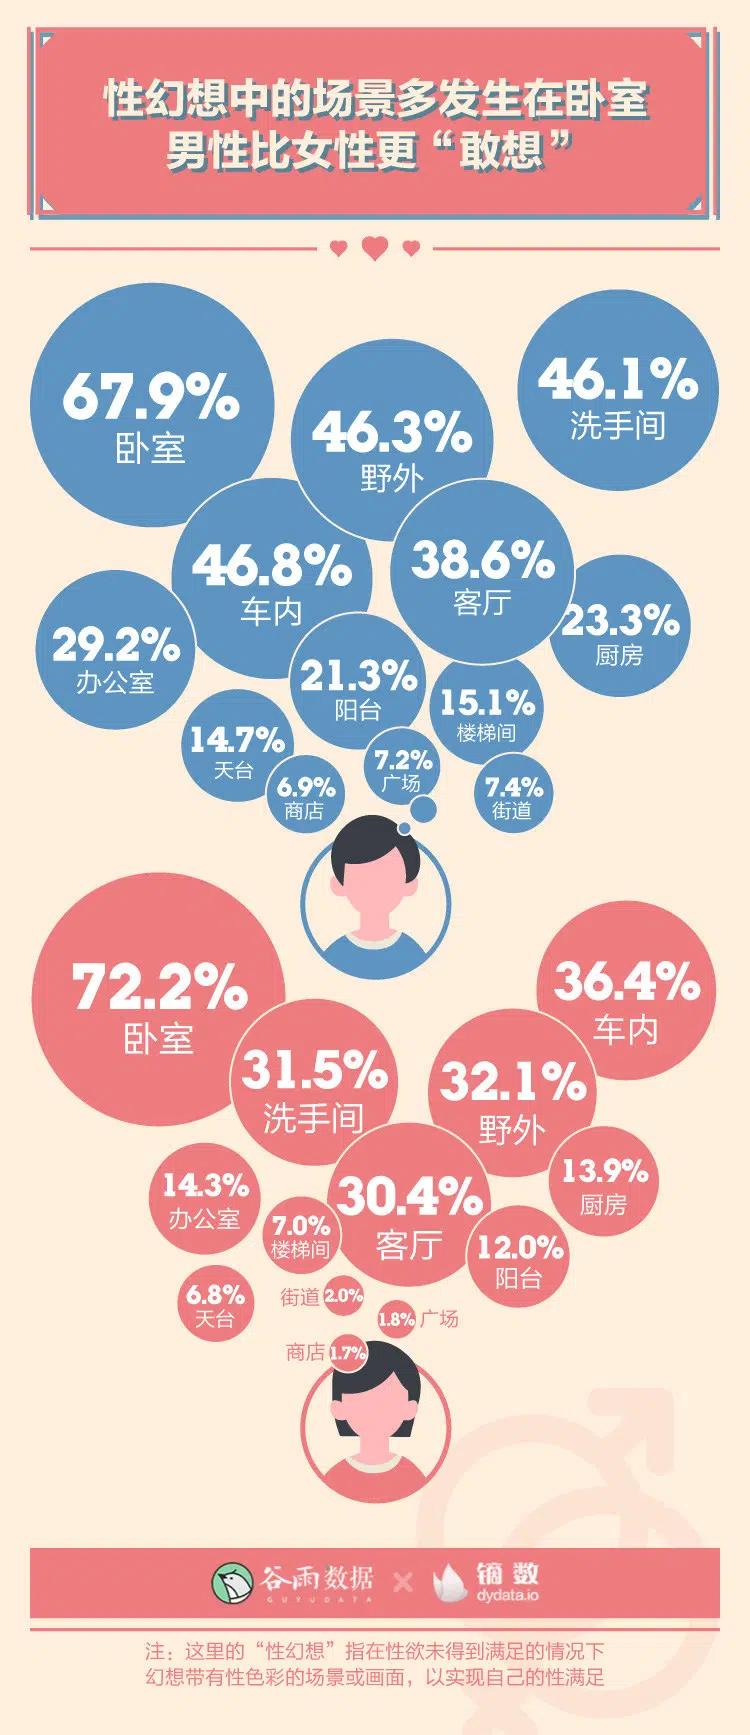 性幻想中的场景多发生在卧室
男性比女性更“敢想”
67.9%
卧室
46.3%
野外
46.1%
洗手间
46.8%
车内
38.6%
客厅
29.2%
办公室
21.3%
阳台
23.3%
厨房
15.1%
楼梯间
14.7%
天台
6.9%
商店
7.2%
广场
7.4%
街道
72.2%
卧室
36.4%
车内
31.5%
洗手间
32.1%
野外
14.3%
办公室
30.4%
客厅
13.9%
厨房
7.0%
楼梯间
12.0%
阳台
6.8%
天台
街道 2.0%
1.8% 广场
商店 1.7%
谷雨数据 × 镝数
GUYUDATA dydata.io
注：这里的“性幻想”指在性欲未得到满足的情况下
幻想带有性色彩的场景或画面，以实现自己的性满足